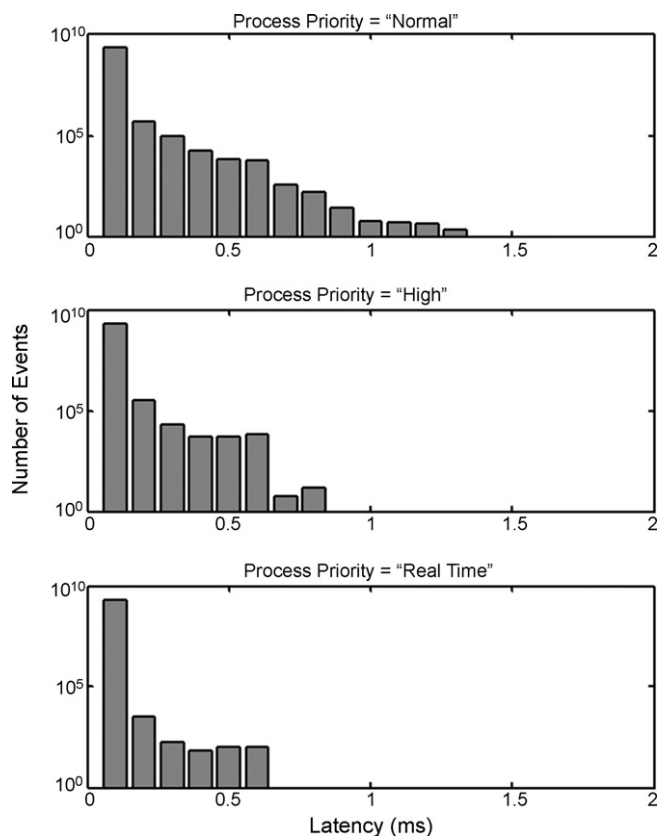 Process Priority = “Normal”
10^10
10^5
10^0
0 0.5 1 1.5 2
Process Priority = “High”
10^10
10^5
10^0
0 0.5 1 1.5 2
Number of Events
Process Priority = “Real Time”
10^10
10^5
10^0
0 0.5 1 1.5 2
Latency (ms)